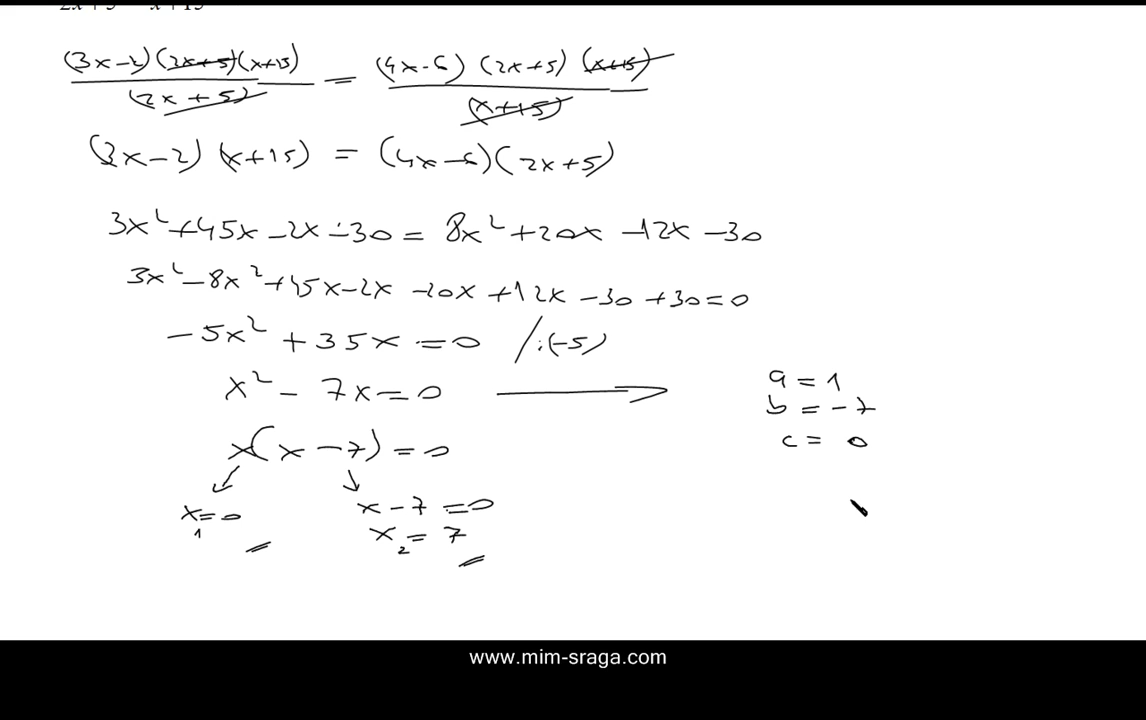 (3x-2)(2x+5)(x+15) / (2x+5) = (4x-6)(2x+5)(x+15) / (x+15)
(3x-2)(x+15) = (4x-6)(2x+5)
3x²+45x-2x-30 = 8x²+20x-12x-30
3x²-8x²+45x-2x-20x+12x-30+30=0
-5x²+35x=0 /:(-5)
x²-7x=0 →
x(x-7)=0
x₁=0
x-7=0
x₂=7
a=1
b=-7
c=0
www.mim-sraga.com